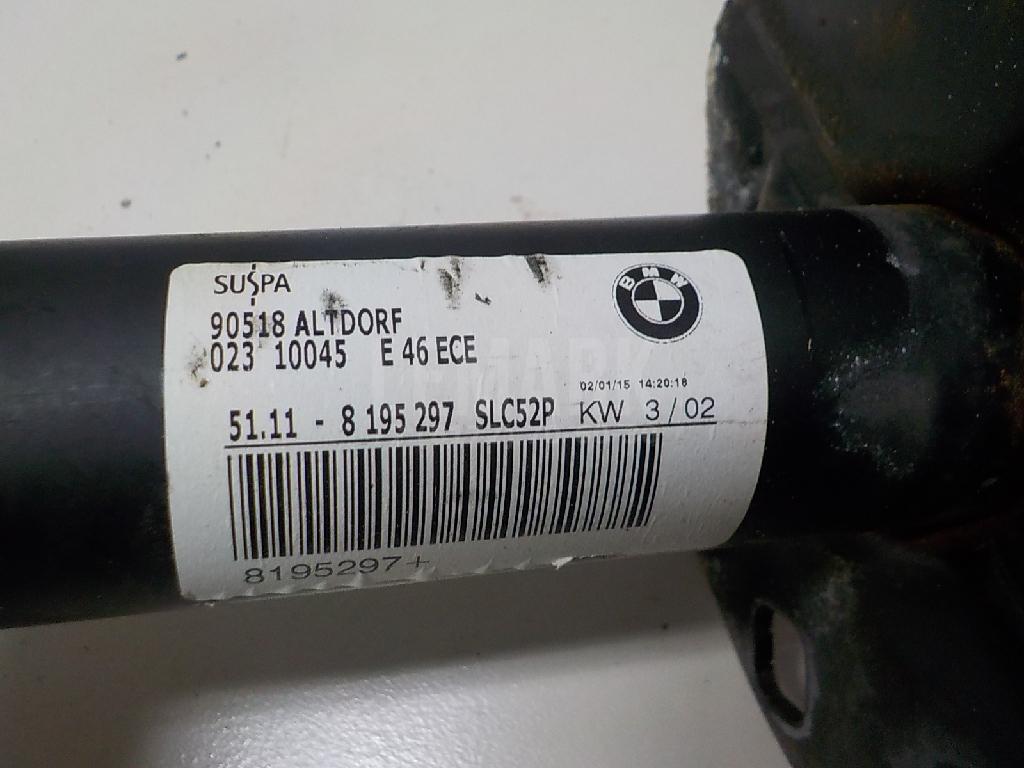 SUSPA
BMW
90518 ALTDORF
023 10045 E 46 ECE
02/01/15 14:20:18
51.11 - 8 195 297 SLC52P KW 3/02
8195297+